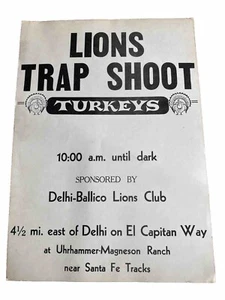 LIONS
TRAP SHOOT
TURKEYS
10:00 a.m. until dark
SPONSORED BY
Delhi-Ballico Lions Club
4½ mi. east of Delhi on El Capitan Way
at Uhrhammer-Magneson Ranch
near Santa Fe Tracks